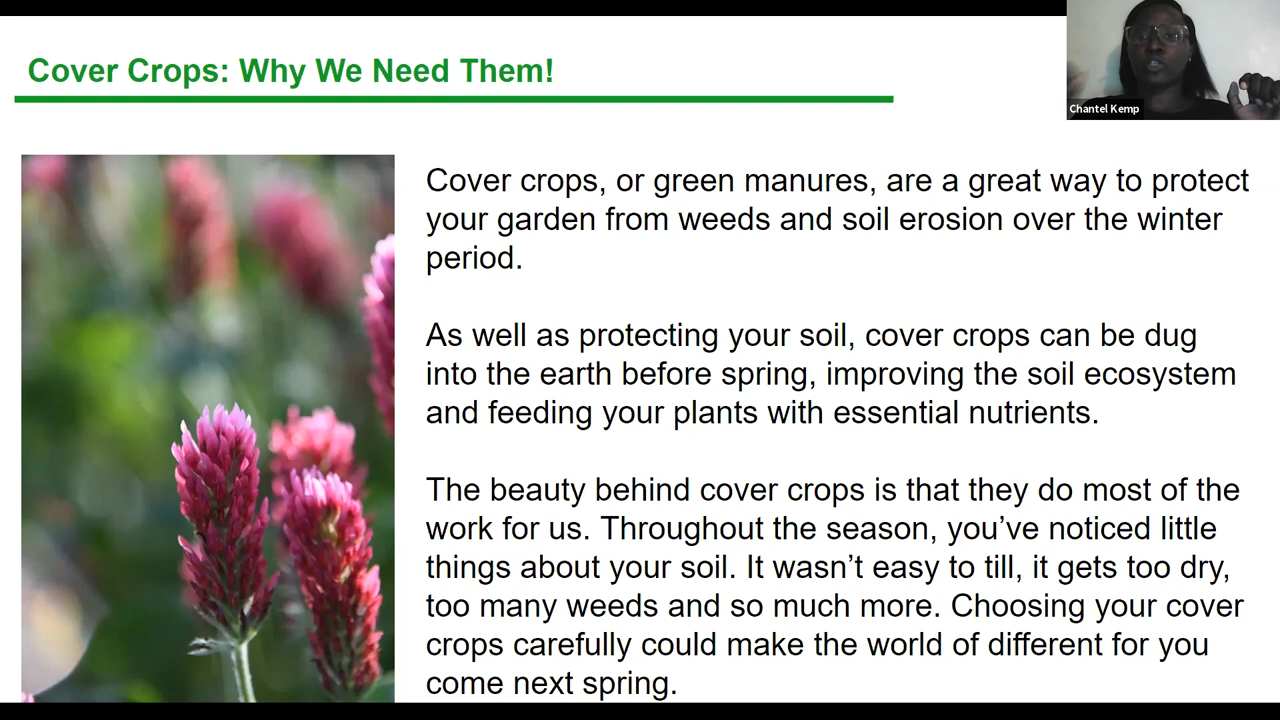 Cover Crops: Why We Need Them!
Chantel Kemp
Cover crops, or green manures, are a great way to protect
your garden from weeds and soil erosion over the winter
period.
As well as protecting your soil, cover crops can be dug
into the earth before spring, improving the soil ecosystem
and feeding your plants with essential nutrients.
The beauty behind cover crops is that they do most of the
work for us. Throughout the season, you’ve noticed little
things about your soil. It wasn’t easy to till, it gets too dry,
too many weeds and so much more. Choosing your cover
crops carefully could make the world of different for you
come next spring.